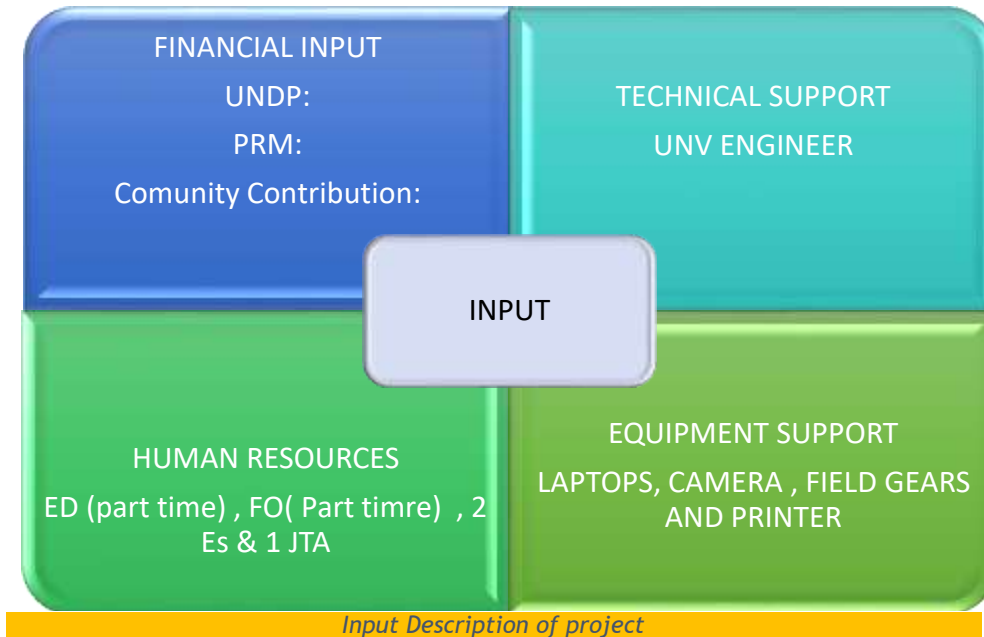 FINANCIAL INPUT
UNDP:
PRM:
Comunity Contribution:
TECHNICAL SUPPORT
UNV ENGINEER
INPUT
HUMAN RESOURCES
ED (part time) , FO( Part timre) , 2
Es & 1 JTA
EQUIPMENT SUPPORT
LAPTOPS, CAMERA , FIELD GEARS
AND PRINTER
Input Description of project